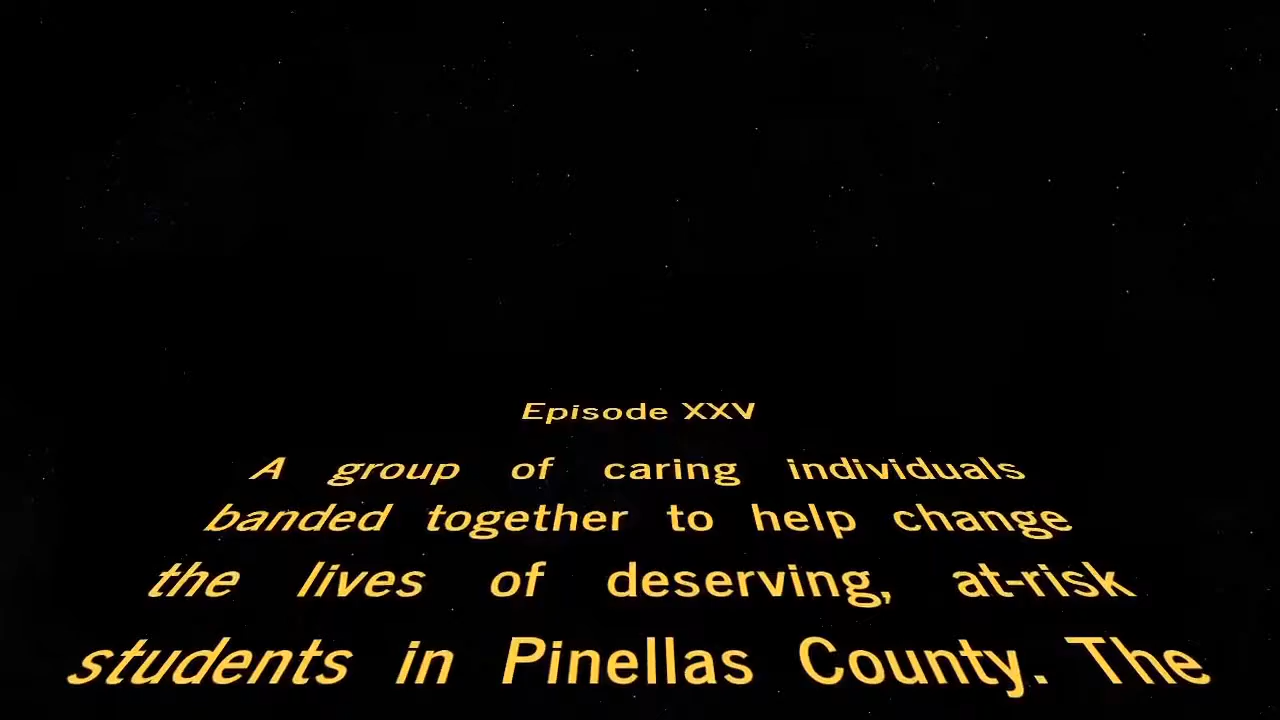 Episode XXV
A group of caring individuals
banded together to help change
the lives of deserving, at-risk
students in Pinellas County. The